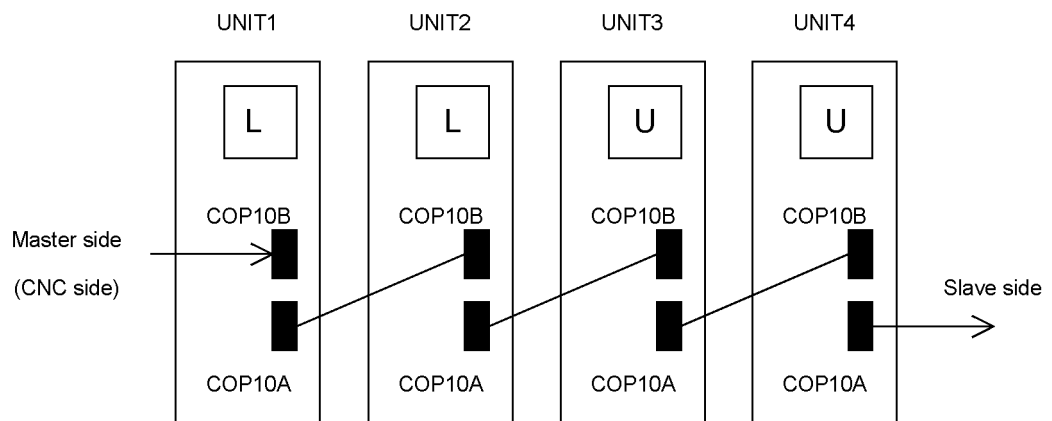 UNIT1 UNIT2 UNIT3 UNIT4
L L U U
COP10B COP10B COP10B COP10B
Master side
(CNC side)
Slave side
COP10A COP10A COP10A COP10A